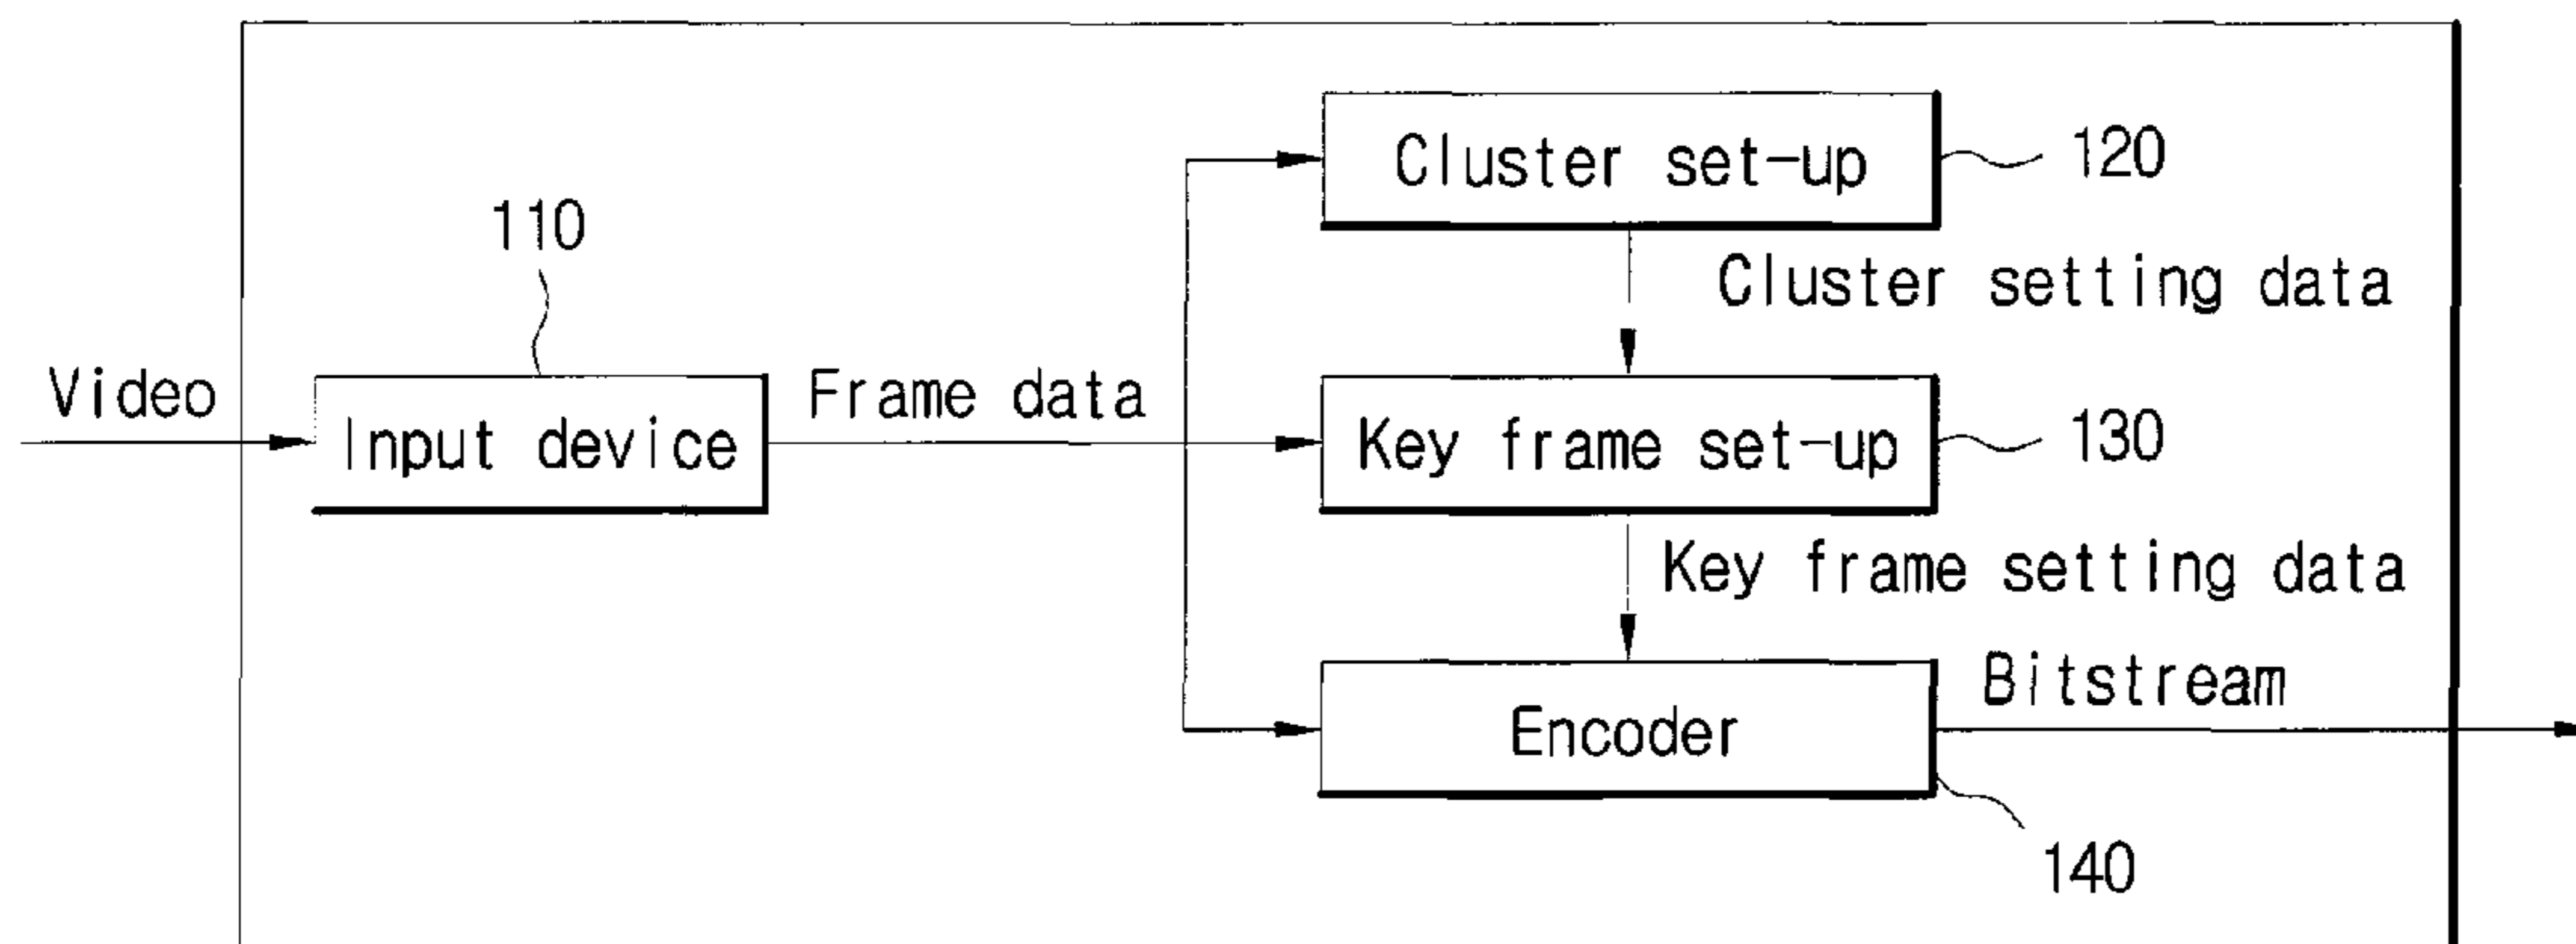 Cluster set-up
120
110
Cluster setting data
Video
Frame data
Input device
Key frame set-up
130
Key frame setting data
Bitstream
Encoder
140